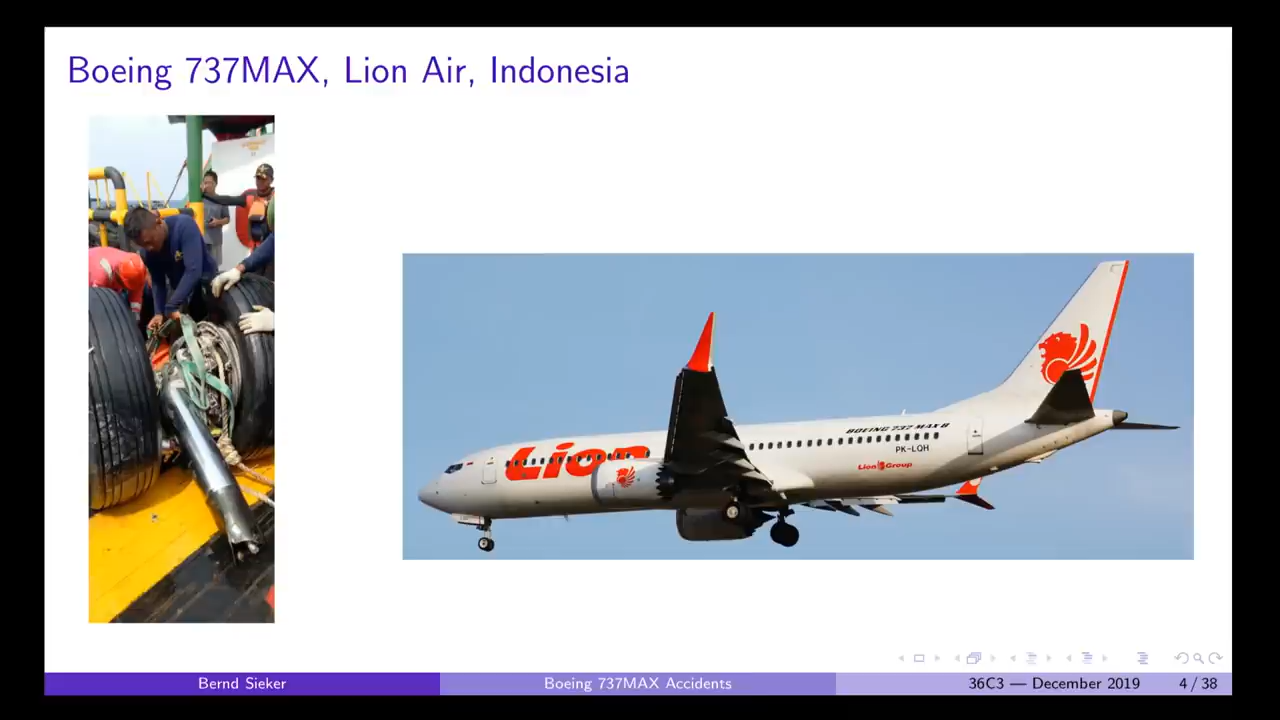 Boeing 737MAX, Lion Air, Indonesia
Lion
BOEING 737 MAX 8
PK-LQH
Lion Group
Bernd Sieker
Boeing 737MAX Accidents
36C3 — December 2019
4 / 38